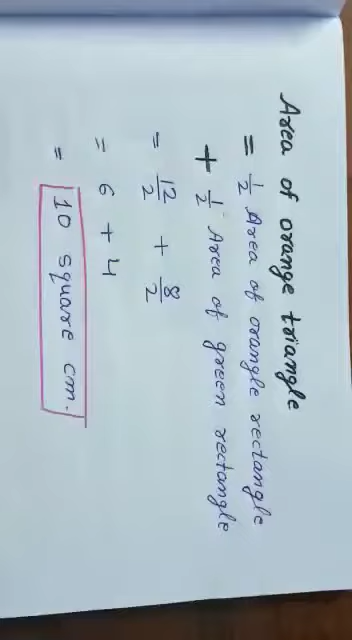 Area of orange triangle
= 1/2 Area of orangle rectangle
+ 1/2 Area of green rectangle
= 12/2 + 8/2
= 6 + 4
= 10 square cm.